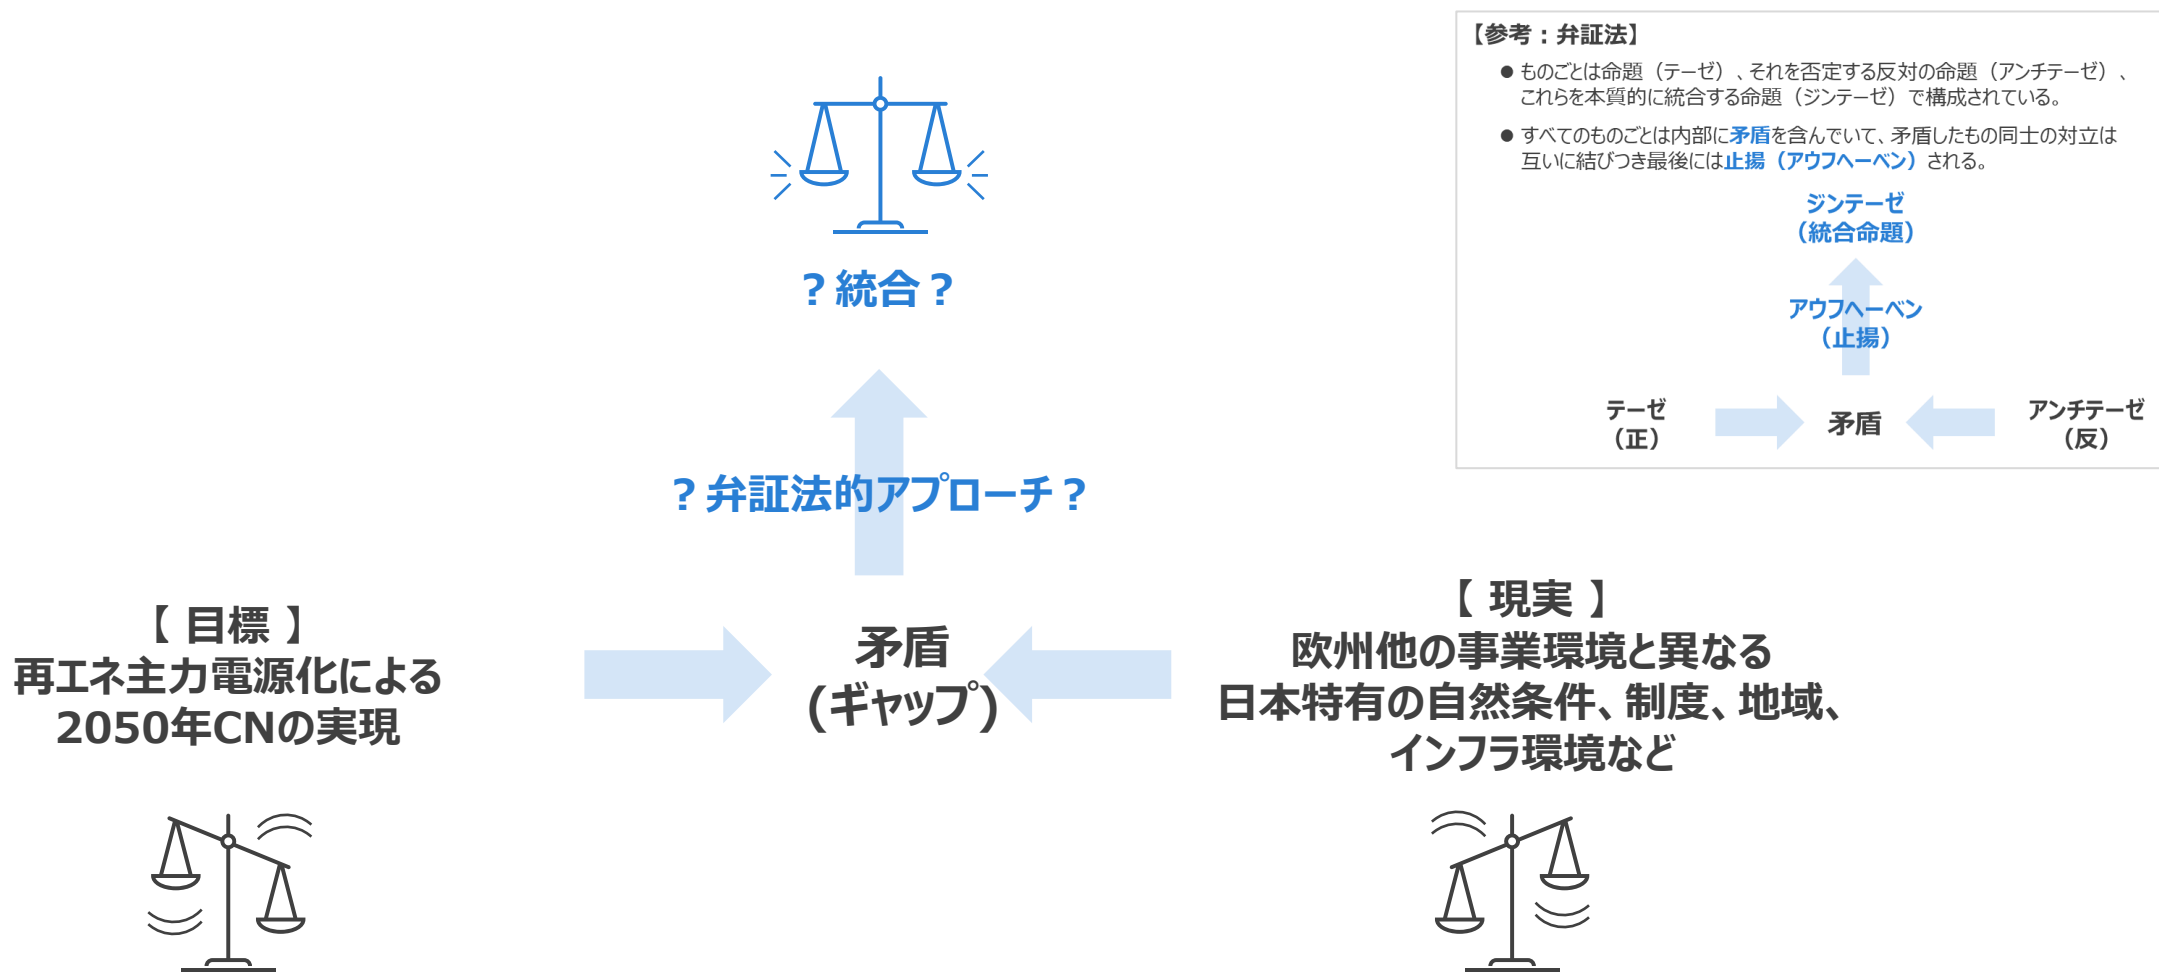 【参考：弁証法】
● ものごとは命題（テーゼ）、それを否定する反対の命題（アンチテーゼ）、
これらを本質的に統合する命題（ジンテーゼ）で構成されている。
● すべてのものごとは内部に矛盾を含んでいて、矛盾したもの同士の対立は
互いに結びつき最後には止揚（アウフヘーベン）される。
ジンテーゼ
（統合命題）
アウフヘーベン
（止揚）
テーゼ
（正）
矛盾
アンチテーゼ
（反）
？統合？
？弁証法的アプローチ？
【 目標 】
再エネ主力電源化による
2050年CNの実現
矛盾
(ギャップ)
【 現実 】
欧州他の事業環境と異なる
日本特有の自然条件、制度、地域、
インフラ環境など